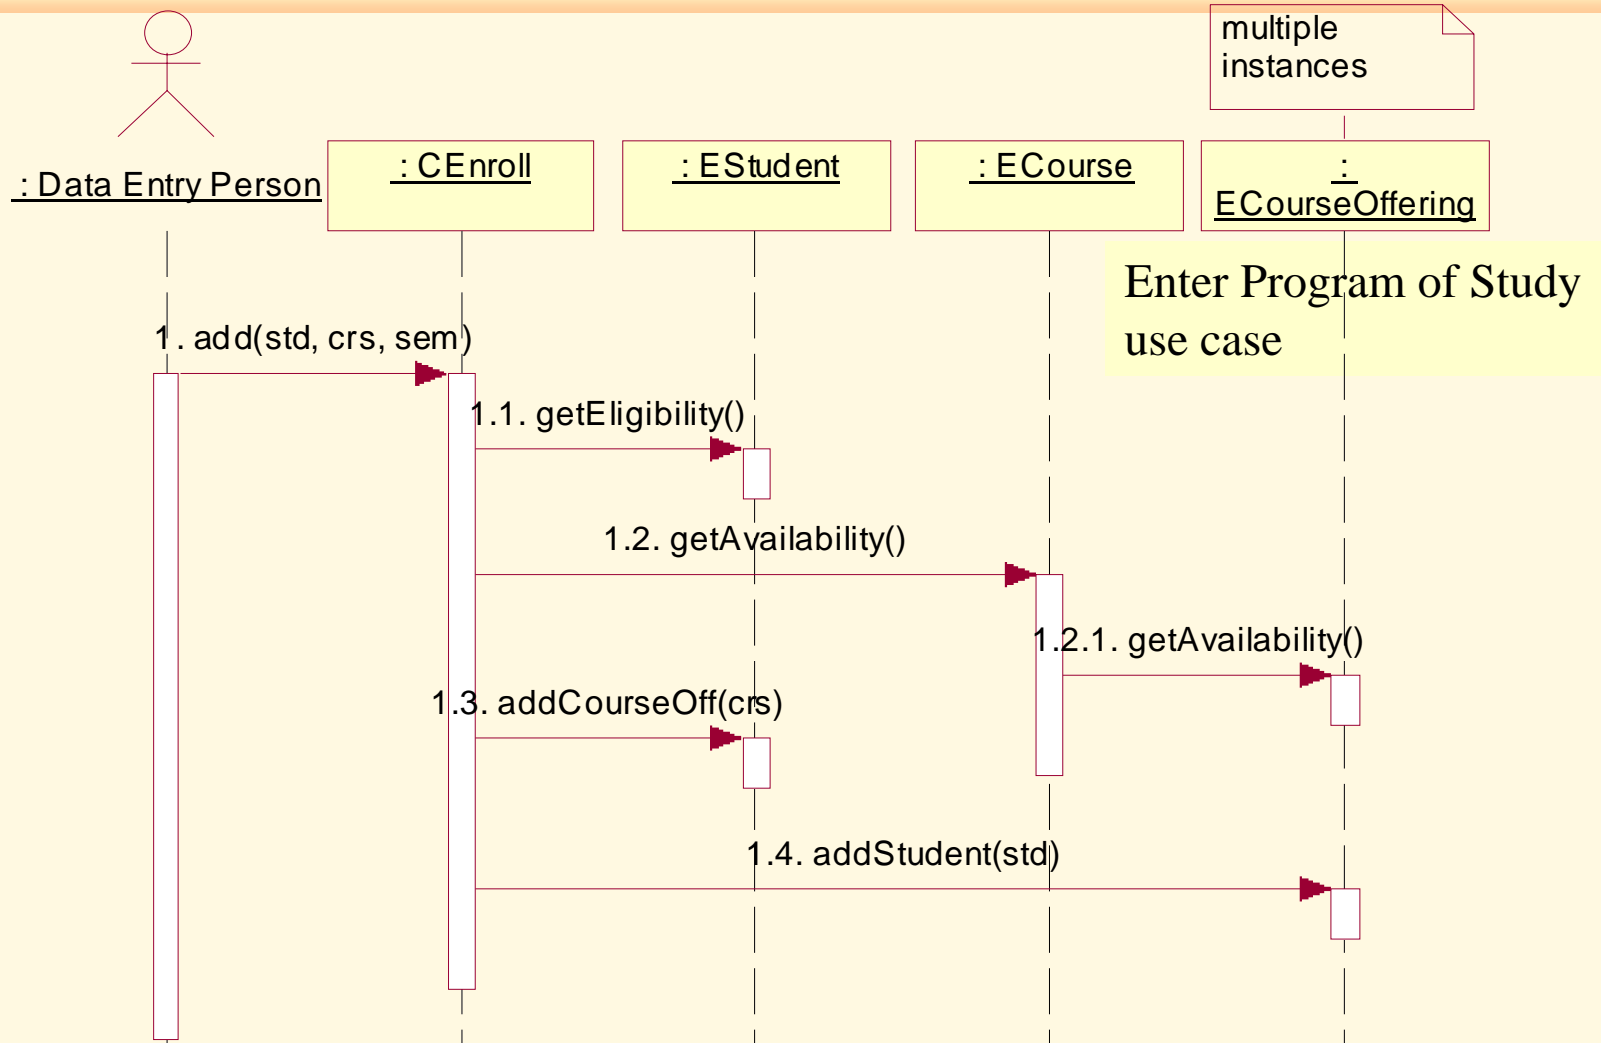 multiple
instances
: Data Entry Person
: CEnroll
: EStudent
: ECourse
:
ECourseOffering
Enter Program of Study
use case
1. add(std, crs, sem)
1.1. getEligibility()
1.2. getAvailability()
1.2.1. getAvailability()
1.3. addCourseOff(crs)
1.4. addStudent(std)